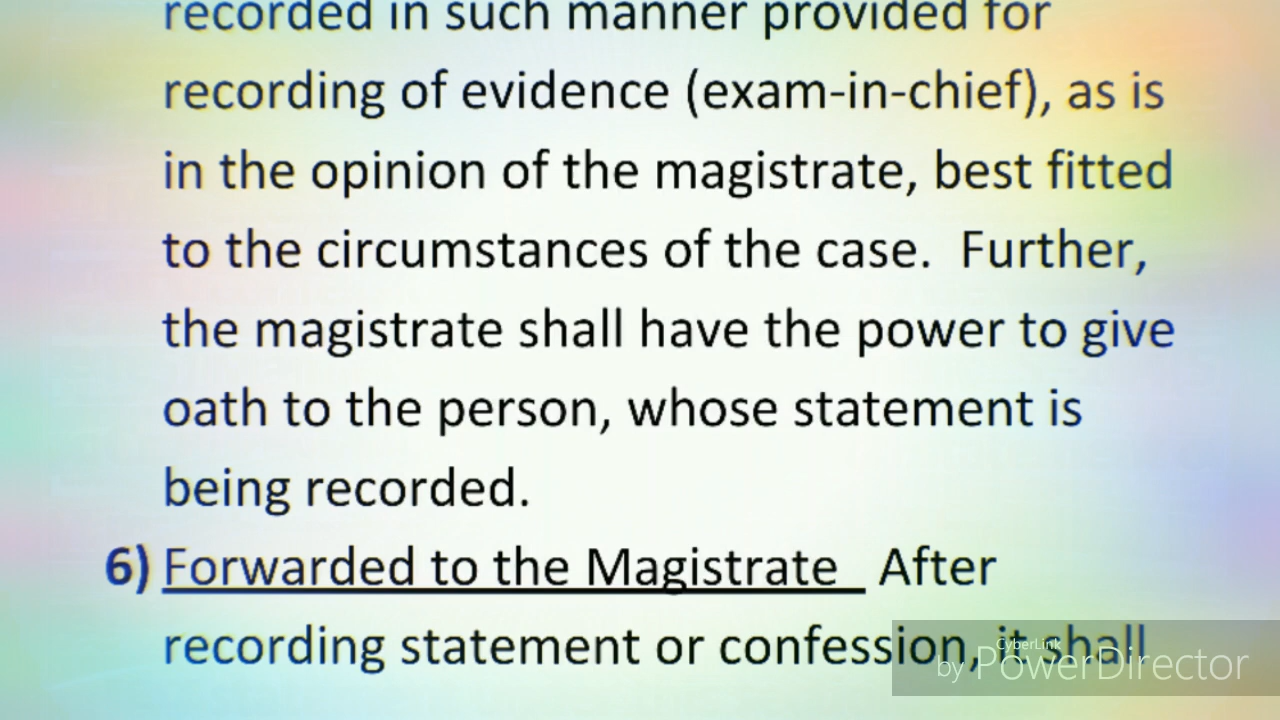 recorded in such manner provided for
recording of evidence (exam-in-chief), as is
in the opinion of the magistrate, best fitted
to the circumstances of the case.  Further,
the magistrate shall have the power to give
oath to the person, whose statement is
being recorded.
6) Forwarded to the Magistrate  After
recording statement or confession, it shall
CyberLink
by PowerDirector